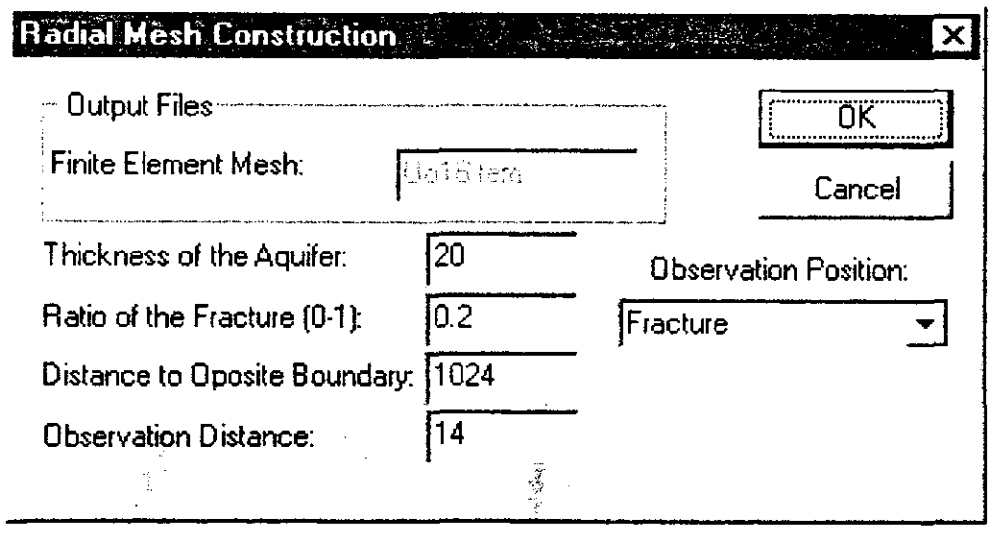 Radial Mesh Construction
Output Files
OK
Finite Element Mesh:
Cancel
Thickness of the Aquifer: 20
Observation Position:
Ratio of the Fracture (0-1): 0.2
Fracture
Distance to Oposite Boundary: 1024
Observation Distance: 14